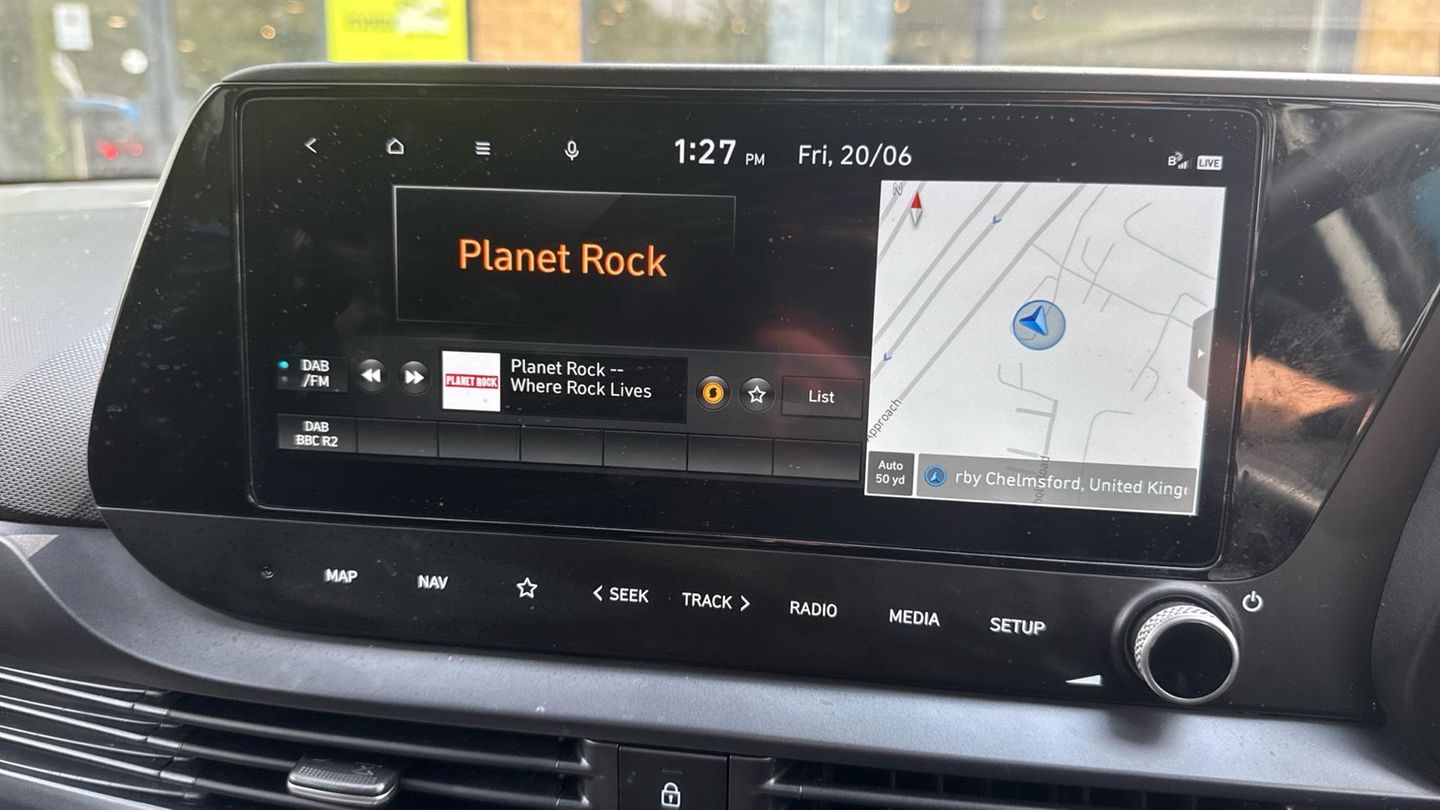 1:27 PM
Fri, 20/06
LIVE
N
Planet Rock
DAB
/FM
PLANET ROCK
Planet Rock --
Where Rock Lives
List
DAB
BBC R2
Approach
Auto
50 yd
rby Chelmsford, United King
MAP
NAV
SEEK
TRACK
RADIO
MEDIA
SETUP